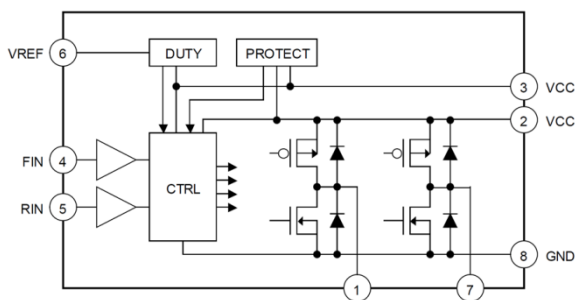 VREF 6 DUTY PROTECT
3 VCC
2 VCC
FIN 4
CTRL
RIN 5
8 GND
1 7